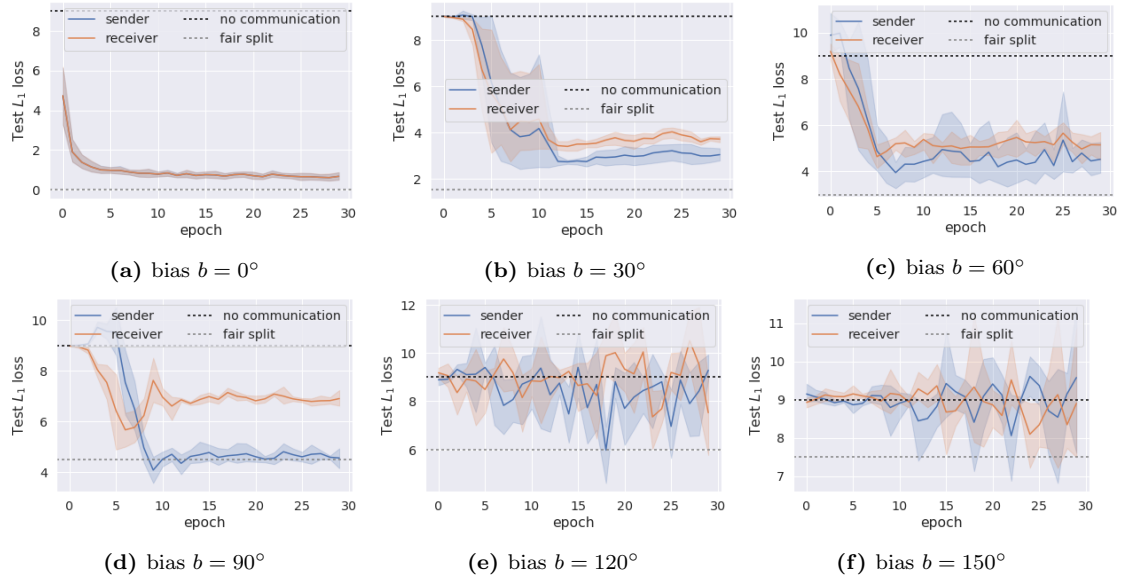 sender no communication
receiver fair split
8
6
4
2
0
Test L₁ loss
0 5 10 15 20 25 30
epoch
(a) bias b = 0°
8
6
4
2
Test L₁ loss
sender no communication
receiver fair split
0 5 10 15 20 25 30
epoch
(b) bias b = 30°
sender no communication
receiver fair split
10
8
6
4
Test L₁ loss
0 5 10 15 20 25 30
epoch
(c) bias b = 60°
sender no communication
receiver fair split
10
8
6
4
Test L₁ loss
0 5 10 15 20 25 30
epoch
(d) bias b = 90°
12
sender no communication
receiver fair split
10
8
6
Test L₁ loss
0 5 10 15 20 25 30
epoch
(e) bias b = 120°
sender no communication
receiver fair split
11
10
9
8
7
Test L₁ loss
0 5 10 15 20 25 30
epoch
(f) bias b = 150°